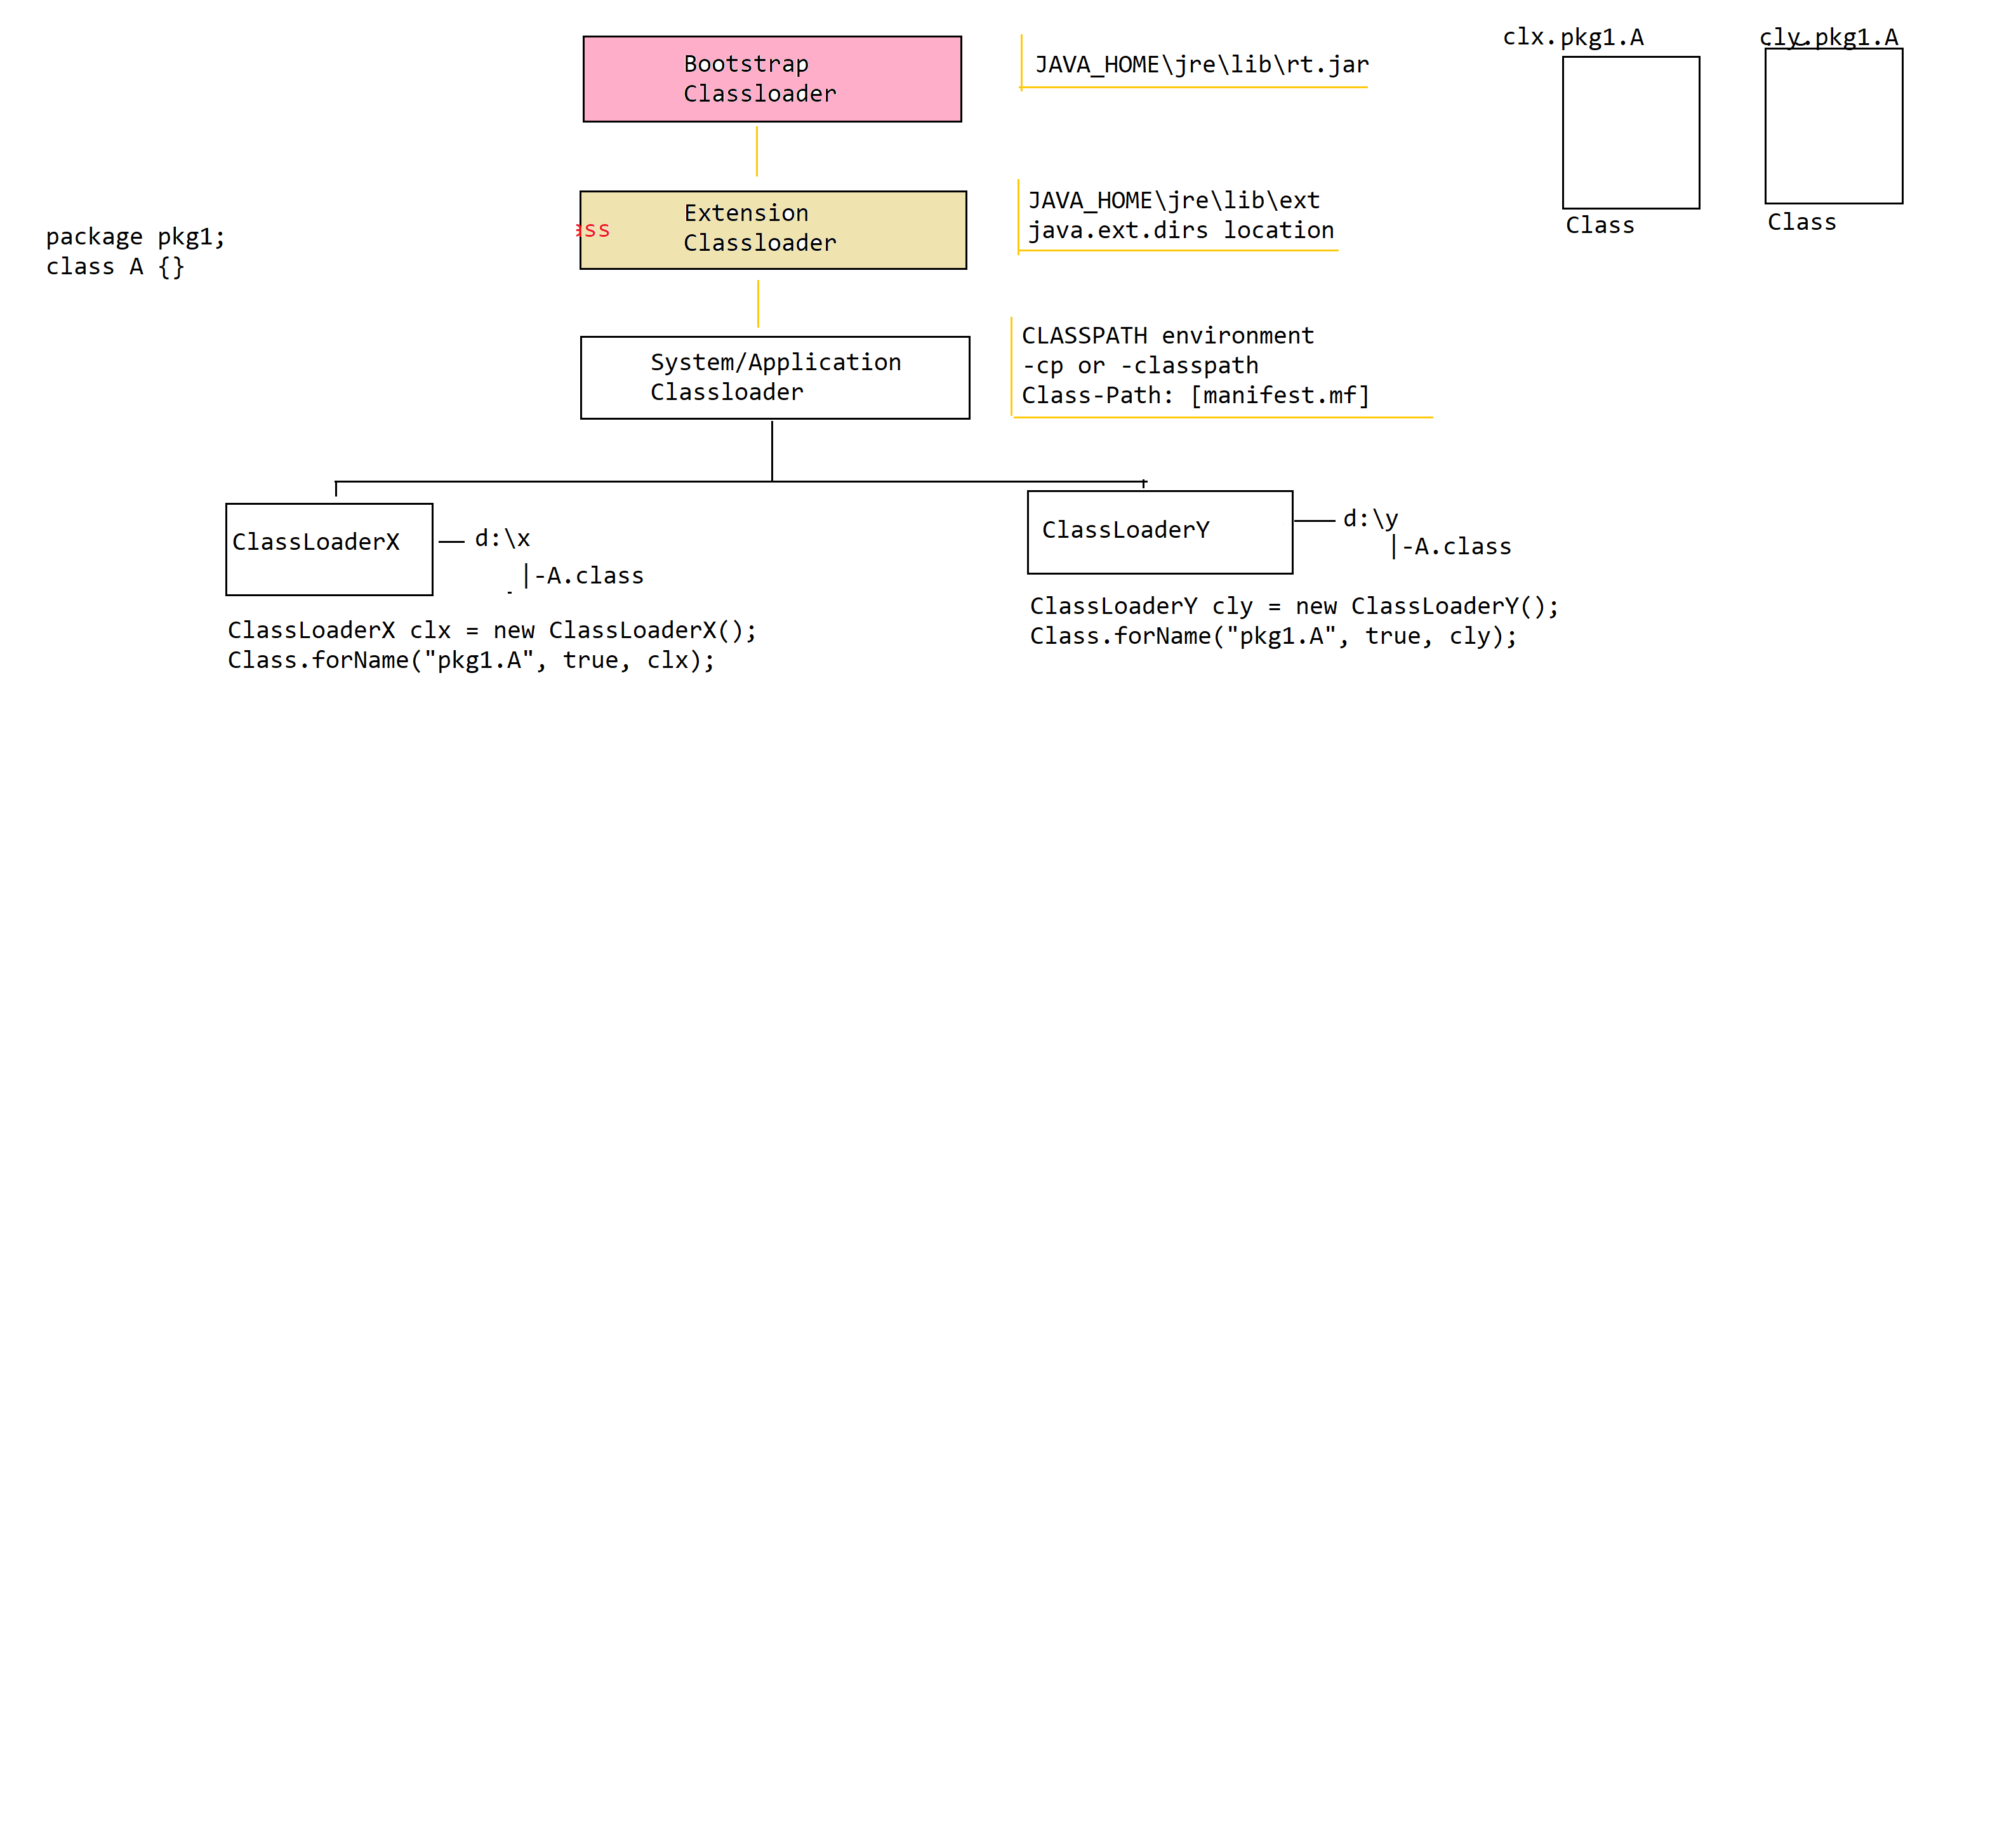 Bootstrap
Classloader
JAVA_HOME\jre\lib\rt.jar
clx.pkg1.A
cly.pkg1.A
Class
Class
package pkg1;
class A {}
Extension
Classloader
JAVA_HOME\jre\lib\ext
java.ext.dirs location
System/Application
Classloader
CLASSPATH environment
-cp or -classpath
Class-Path: [manifest.mf]
ClassLoaderX
d:\x
|-A.class
ClassLoaderX clx = new ClassLoaderX();
Class.forName("pkg1.A", true, clx);
ClassLoaderY
d:\y
|-A.class
ClassLoaderY cly = new ClassLoaderY();
Class.forName("pkg1.A", true, cly);